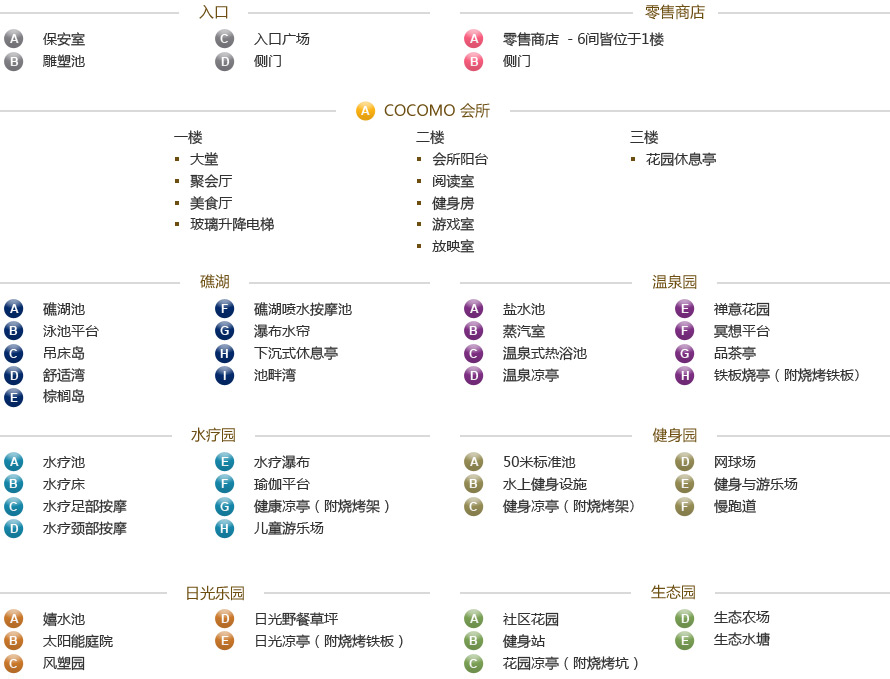 入口
A 保安室
B 雕塑池
C 入口广场
D 侧门
零售商店
A 零售商店 - 6间皆位于1楼
B 侧门
A COCOMO 会所
一楼
▪ 大堂
▪ 聚会厅
▪ 美食厅
▪ 玻璃升降电梯
二楼
▪ 会所阳台
▪ 阅读室
▪ 健身房
▪ 游戏室
▪ 放映室
三楼
▪ 花园休息亭
礁湖
A 礁湖池
B 泳池平台
C 吊床岛
D 舒适湾
E 棕榈岛
F 礁湖喷水按摩池
G 瀑布水帘
H 下沉式休息亭
I 池畔湾
温泉园
A 盐水池
B 蒸汽室
C 温泉式热浴池
D 温泉凉亭
E 禅意花园
F 冥想平台
G 品茶亭
H 铁板烧亭（附烧烤铁板）
水疗园
A 水疗池
B 水疗床
C 水疗足部按摩
D 水疗颈部按摩
E 水疗瀑布
F 瑜伽平台
G 健康凉亭（附烧烤架）
H 儿童游乐场
健身园
A 50米标准池
B 水上健身设施
C 健身凉亭（附烧烤架）
D 网球场
E 健身与游乐场
F 慢跑道
日光乐园
A 嬉水池
B 太阳能庭院
C 风塑园
D 日光野餐草坪
E 日光凉亭（附烧烤铁板）
生态园
A 社区花园
B 健身站
C 花园凉亭（附烧烤坑）
D 生态农场
E 生态水塘